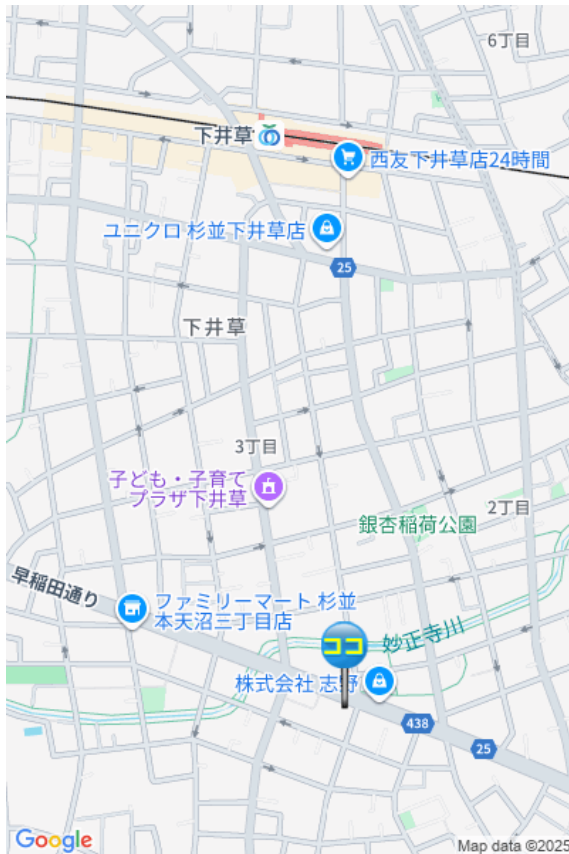 6丁目
下井草
西友下井草店24時間
ユニクロ 杉並下井草店
25
下井草
3丁目
子ども・子育て
プラザ下井草
2丁目
銀杏稲荷公園
早稲田通り
ファミリーマート 杉並
本天沼三丁目店
ココ
妙正寺川
株式会社 志野
438
25
Google
Map data ©2025